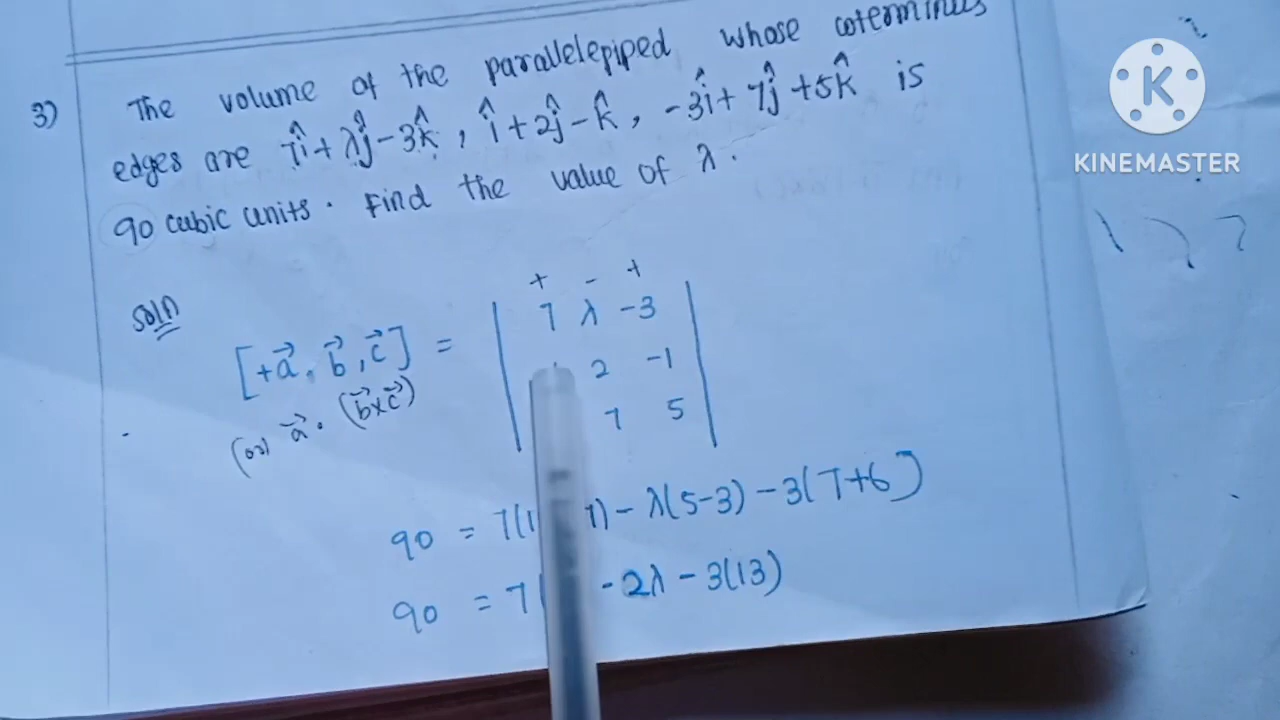 3) The volume of the parallelepiped whose coterminus
edges are 7î + λĵ - 3k̂, î + 2ĵ - k̂, -3î + 7ĵ + 5k̂ is
90 cubic units. Find the value of λ.
KINEMASTER
Soln
+ - +
[+a⃗, b⃗, c⃗] = | 7 λ -3 |
2 -1
(or) a⃗ · (b⃗×c⃗)
7 5
90 = 7( ) - λ(5-3) - 3(7+6)
90 = 7( - 2λ - 3(13)